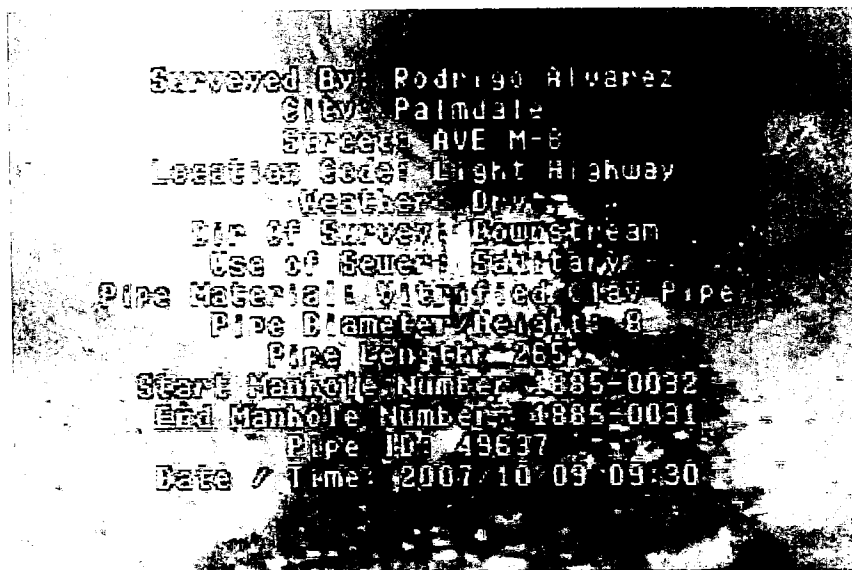 Surveyed By: Rodrigo Alvarez
City: Palmdale
Street: AVE M-8
Location Code: Light Highway
Weather: Dry
Dir Of Survey: Downstream
Use of Sewer: Sanitary
Pipe Material: Vitrified Clay Pipe
Pipe Diameter/Height: 8
Pipe Length: 265
Start Manhole Number: 4885-0032
End Manhole Number: 4885-0031
Pipe ID: 49637
Date / Time: 2007/10/09 09:30